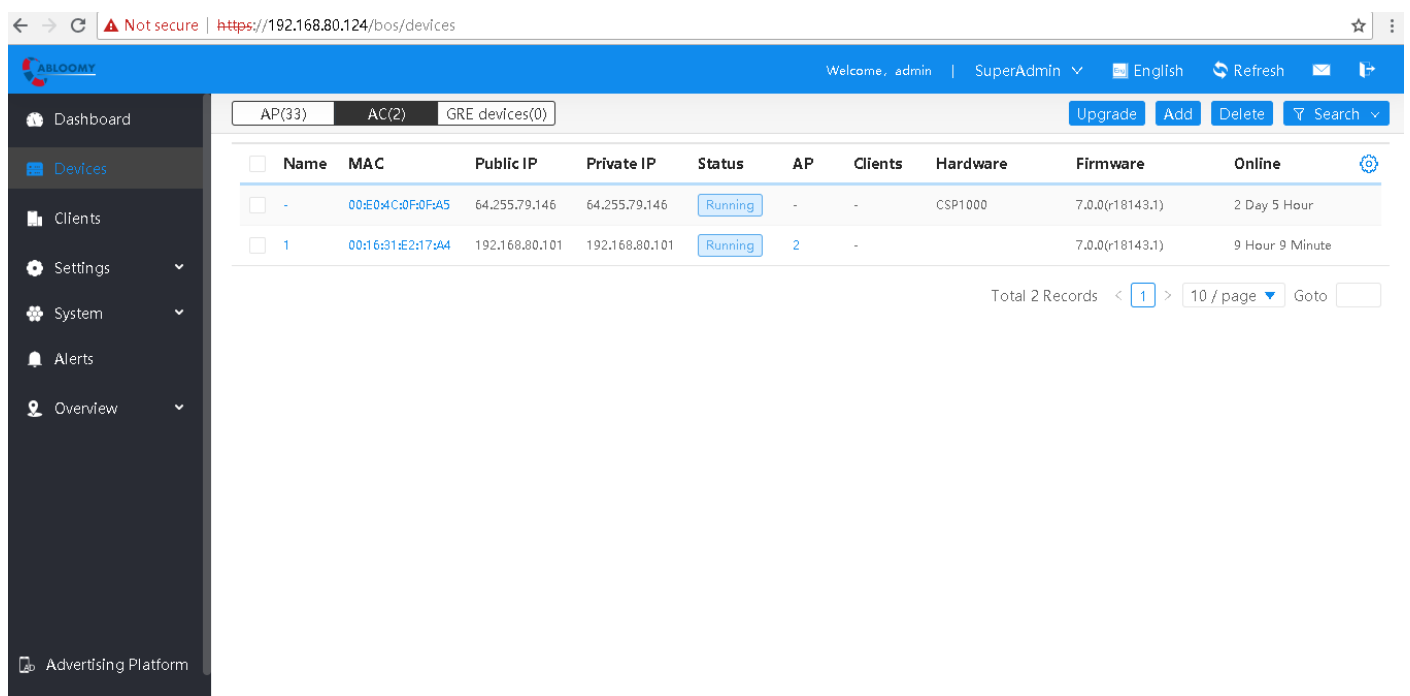 Not secure | https://192.168.80.124/bos/devices
ABLOOMY
Welcome, admin | SuperAdmin English Refresh
Dashboard
Devices
Clients
Settings
System
Alerts
Overview
Advertising Platform
AP(33) AC(2) GRE devices(0) Upgrade Add Delete Search
Name MAC Public IP Private IP Status AP Clients Hardware Firmware Online
- 00:E0:4C:0F:0F:A5 64.255.79.146 64.255.79.146 Running - - CSP1000 7.0.0(r18143.1) 2 Day 5 Hour
1 00:16:31:E2:17:A4 192.168.80.101 192.168.80.101 Running 2 - 7.0.0(r18143.1) 9 Hour 9 Minute
Total 2 Records < 1 > 10 / page Goto